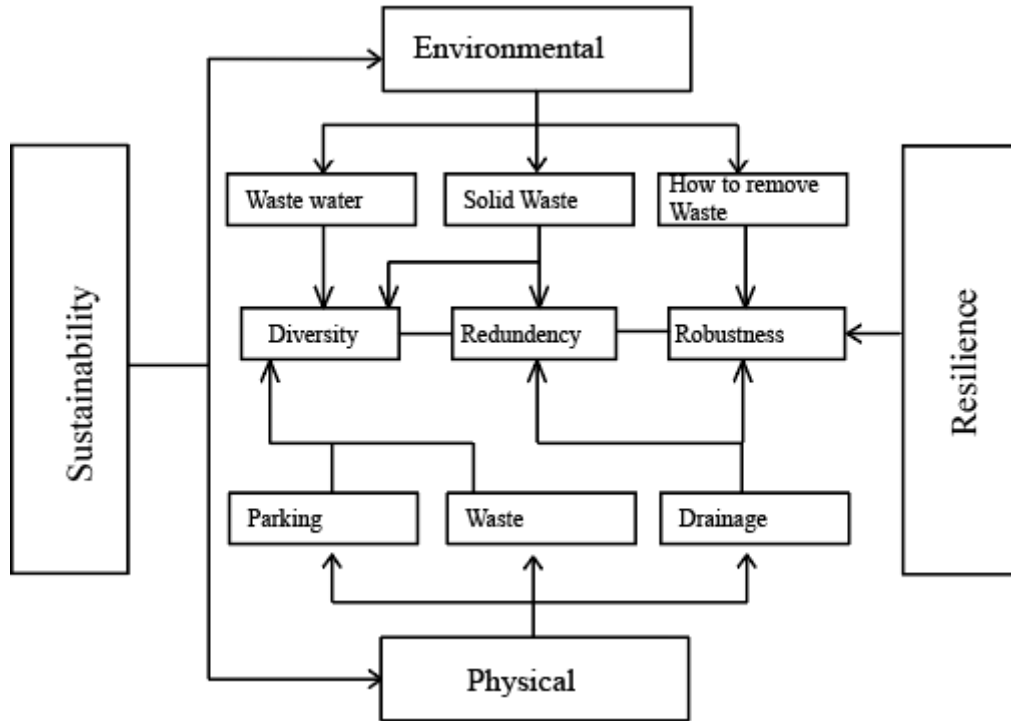 Environmental
Sustainability
Resilience
Waste water
Solid Waste
How to remove
Waste
Diversity
Redundency
Robustness
Parking
Waste
Drainage
Physical